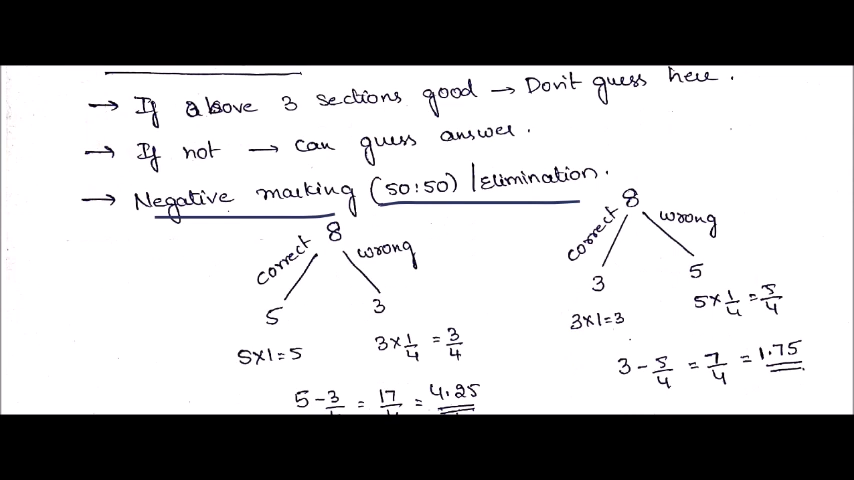 → If above 3 sections good → Don't guess here.
→ If not → can guess answer.
→ Negative marking (50:50) / Elimination.
8
correct wrong
5 3
5×1=5 3×1/4 = 3/4
5 - 3/4 = 17/4 = 4.25
8
correct wrong
3 5
3×1=3 5×1/4 = 5/4
3 - 5/4 = 7/4 = 1.75